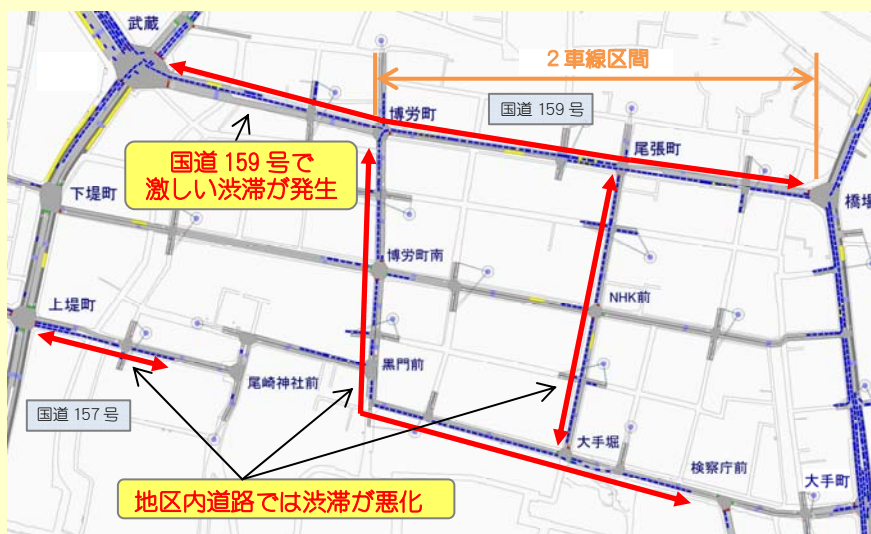 武蔵
2車線区間
博労町
国道 159 号
尾張町
国道 159 号で
激しい渋滞が発生
下堤町
橋場
博労町南
上堤町
NHK前
黒門前
尾崎神社前
国道 157 号
大手堀
検察庁前
大手町
地区内道路では渋滞が悪化